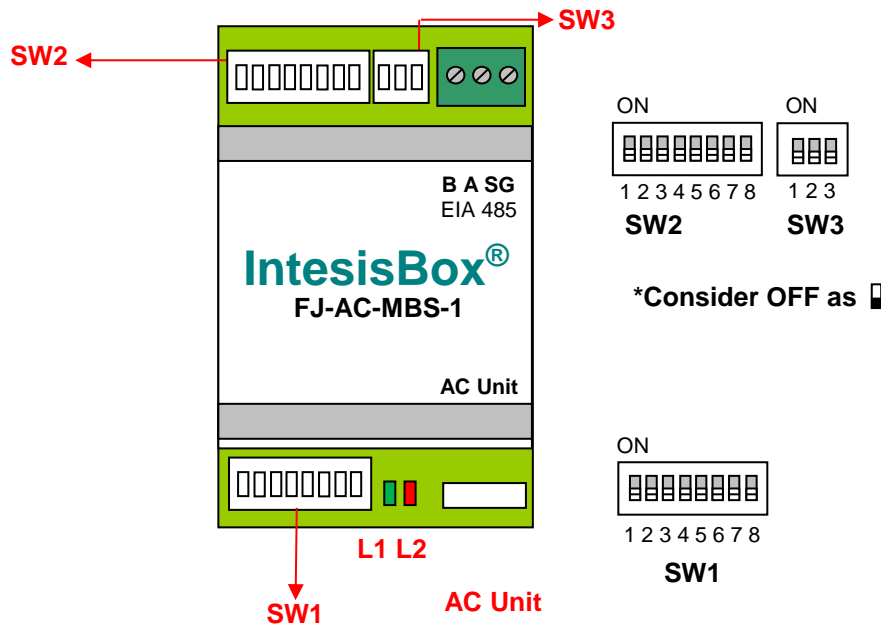 SW3
SW2
B A SG
EIA 485
IntesisBox®
FJ-AC-MBS-1
AC Unit
L1 L2
SW1
AC Unit
ON
1 2 3 4 5 6 7 8
SW2
ON
1 2 3
SW3
*Consider OFF as
ON
1 2 3 4 5 6 7 8
SW1